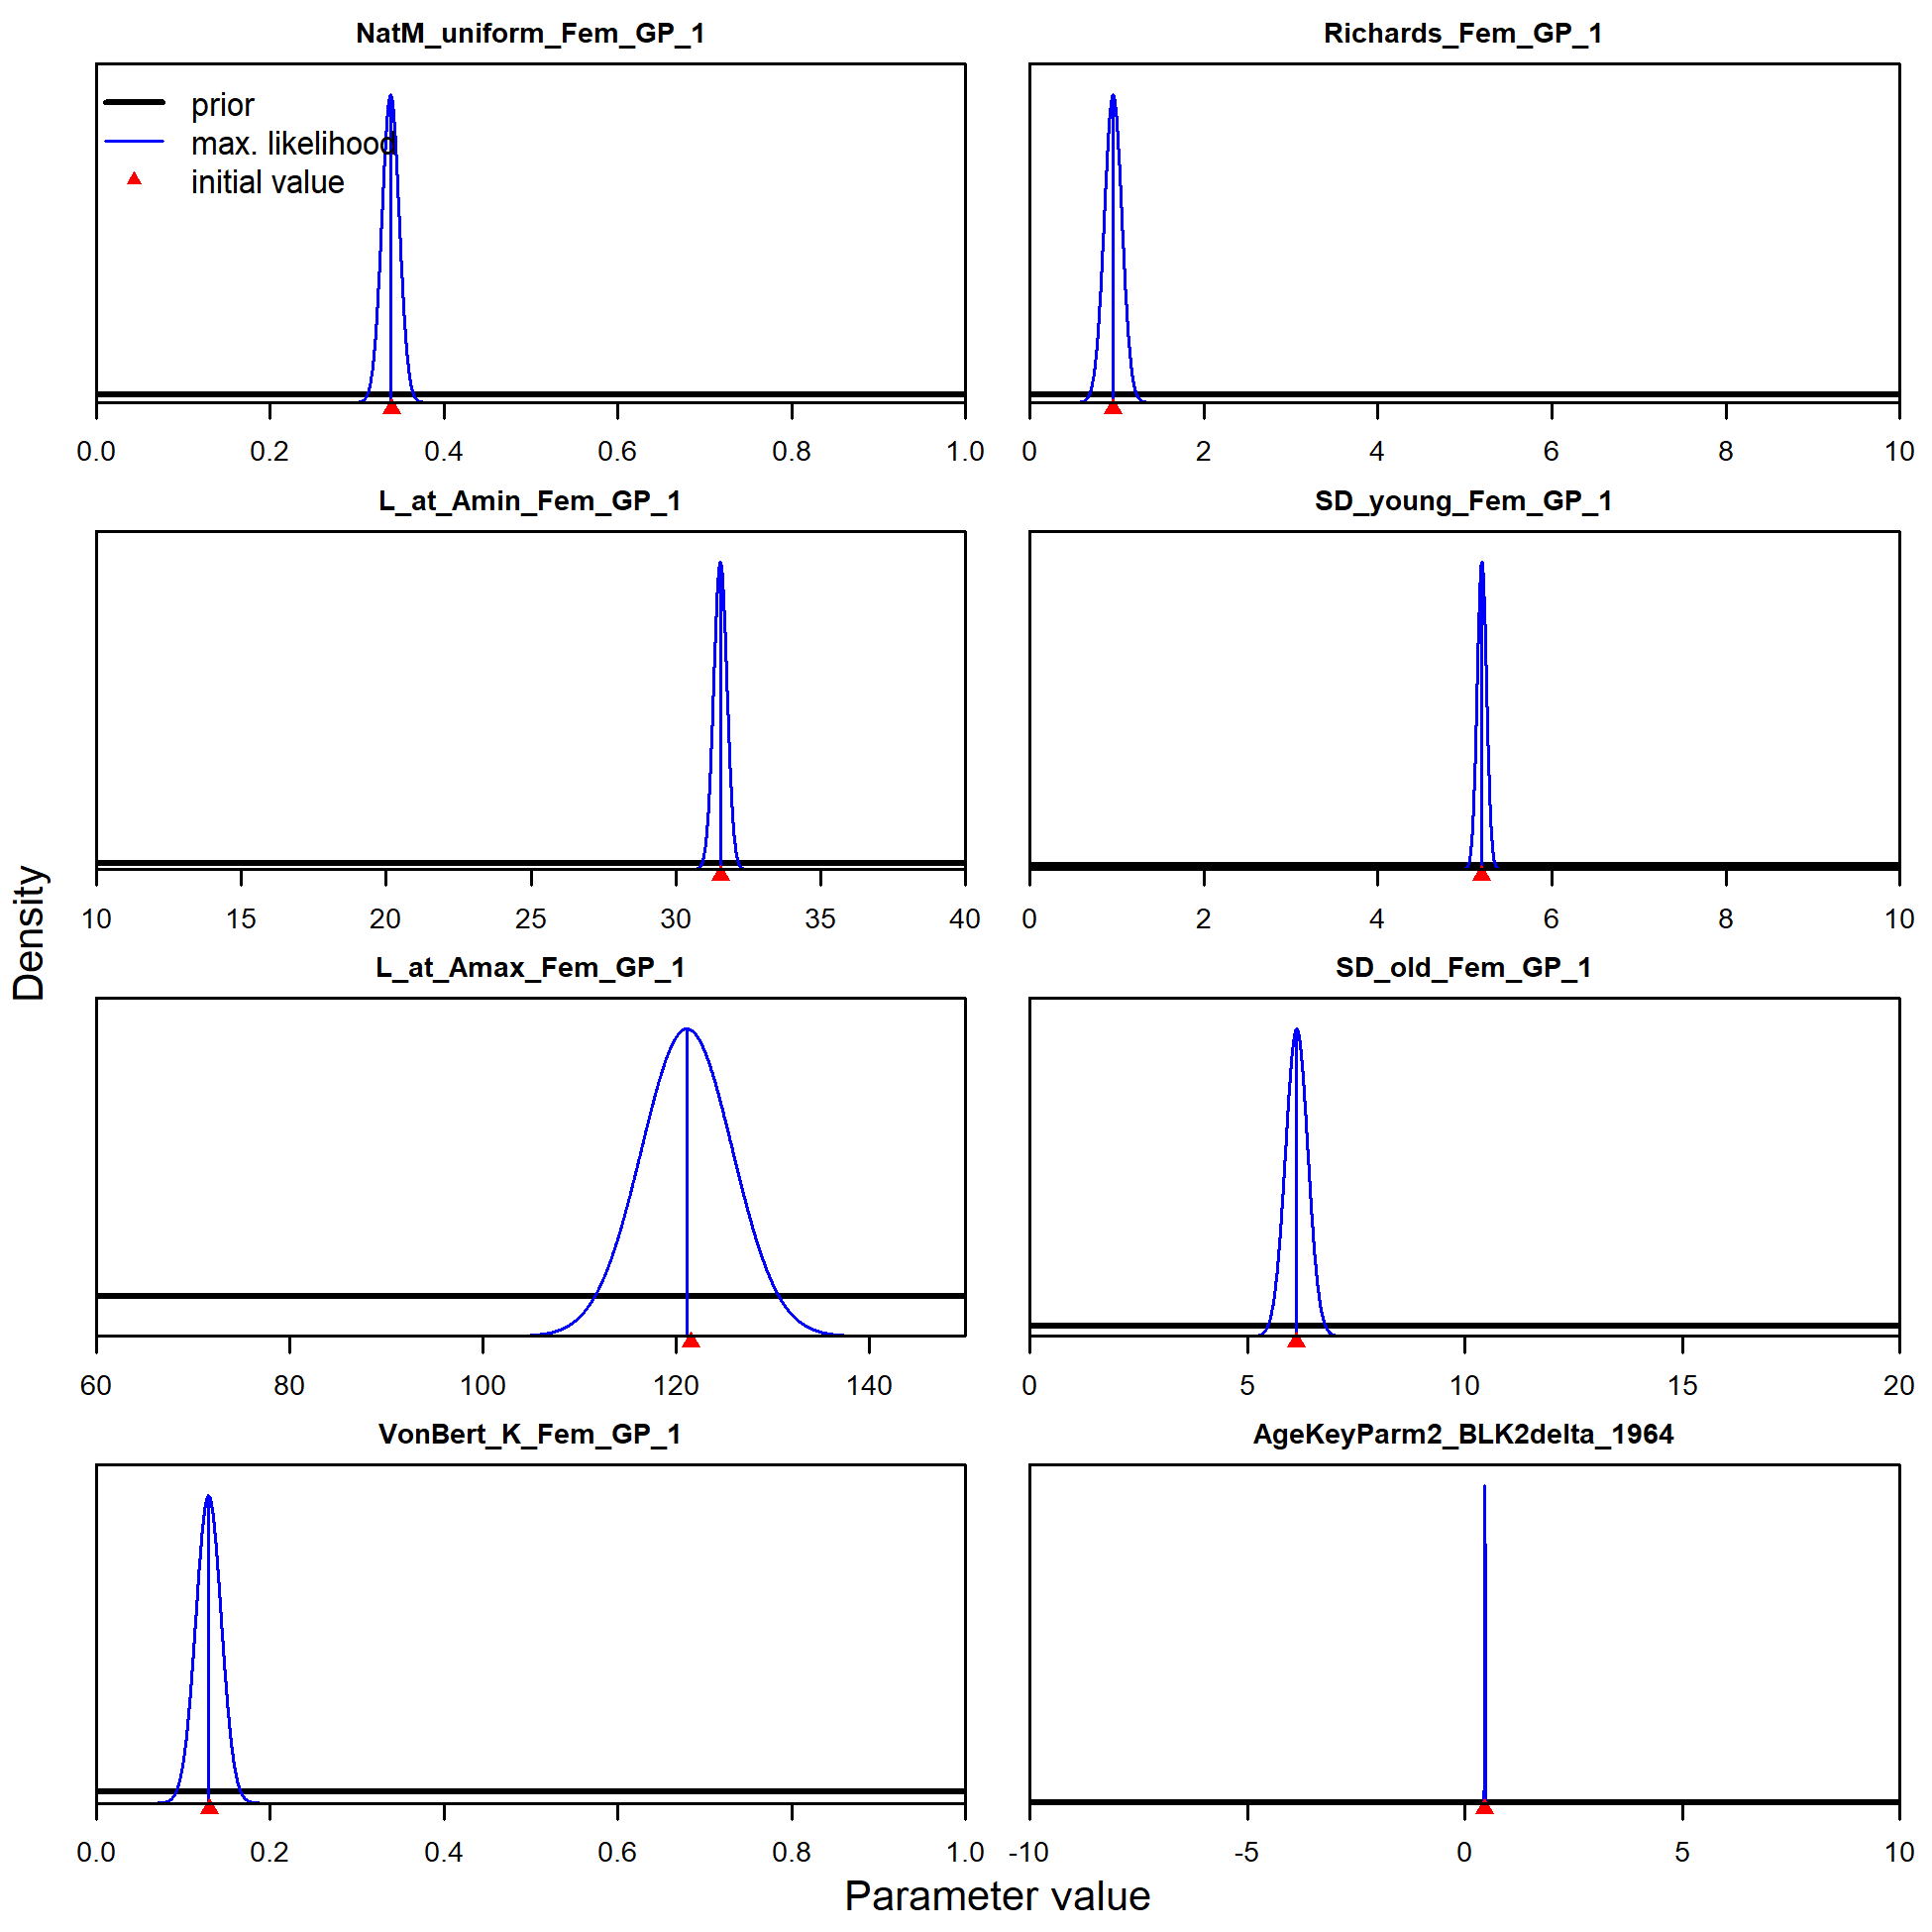 NatM_uniform_Fem_GP_1
prior
max. likelihood
initial value
0.0 0.2 0.4 0.6 0.8 1.0
Richards_Fem_GP_1
0 2 4 6 8 10
L_at_Amin_Fem_GP_1
10 15 20 25 30 35 40
SD_young_Fem_GP_1
0 2 4 6 8 10
Density
L_at_Amax_Fem_GP_1
60 80 100 120 140
SD_old_Fem_GP_1
0 5 10 15 20
VonBert_K_Fem_GP_1
0.0 0.2 0.4 0.6 0.8 1.0
AgeKeyParm2_BLK2delta_1964
-10 -5 0 5 10
Parameter value